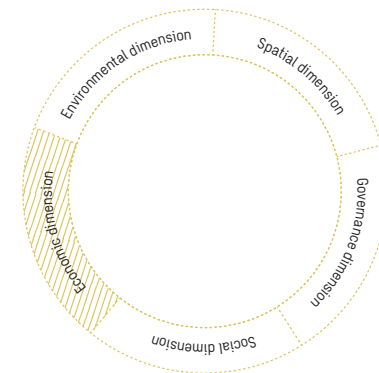 Environmental dimension
Spatial dimension
Governance dimension
Social dimension
Economic dimension